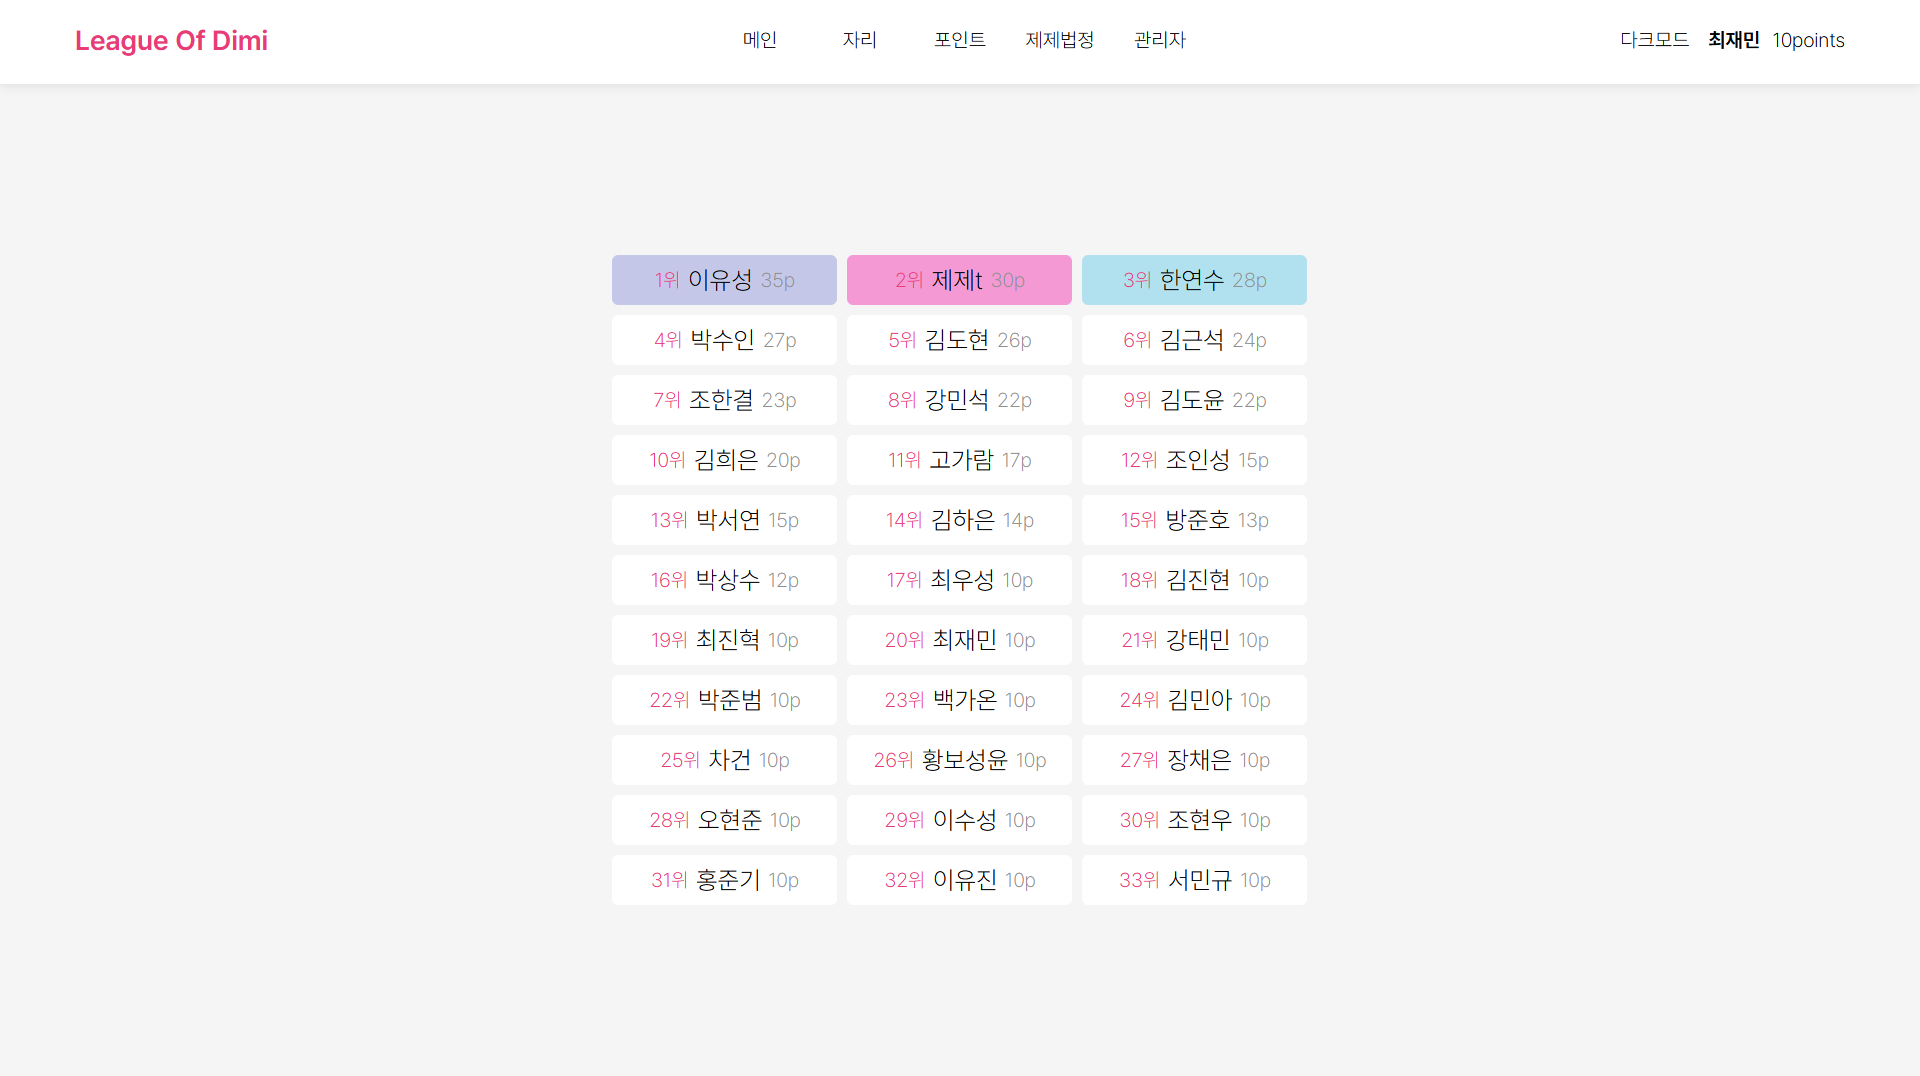 League Of Dimi 메인 자리 포인트 제제법정 관리자 다크모드 최재민 10points
1위 이유성 35p 2위 제제t 30p 3위 한연수 28p
4위 박수인 27p 5위 김도현 26p 6위 김근석 24p
7위 조한결 23p 8위 강민석 22p 9위 김도윤 22p
10위 김희은 20p 11위 고가람 17p 12위 조인성 15p
13위 박서연 15p 14위 김하은 14p 15위 방준호 13p
16위 박상수 12p 17위 최우성 10p 18위 김진현 10p
19위 최진혁 10p 20위 최재민 10p 21위 강태민 10p
22위 박준범 10p 23위 백가온 10p 24위 김민아 10p
25위 차건 10p 26위 황보성윤 10p 27위 장채은 10p
28위 오현준 10p 29위 이수성 10p 30위 조현우 10p
31위 홍준기 10p 32위 이유진 10p 33위 서민규 10p